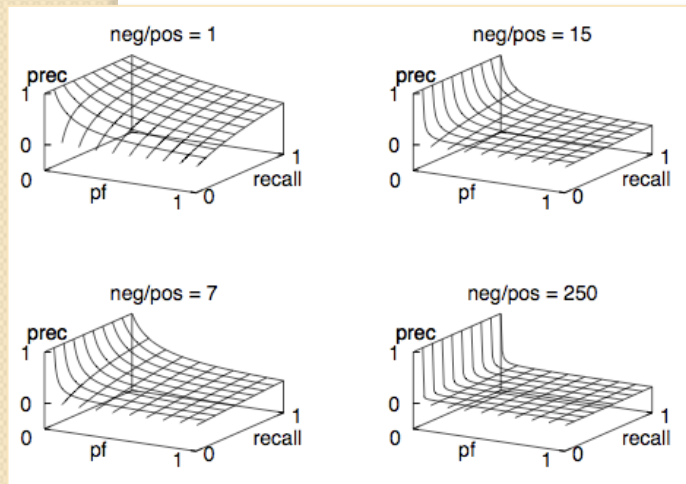 neg/pos = 1
prec
1
0
0
pf
1
0
recall
1
neg/pos = 15
prec
1
0
0
pf
1
0
recall
1
neg/pos = 7
prec
1
0
0
pf
1
0
recall
1
neg/pos = 250
prec
1
0
0
pf
1
0
recall
1